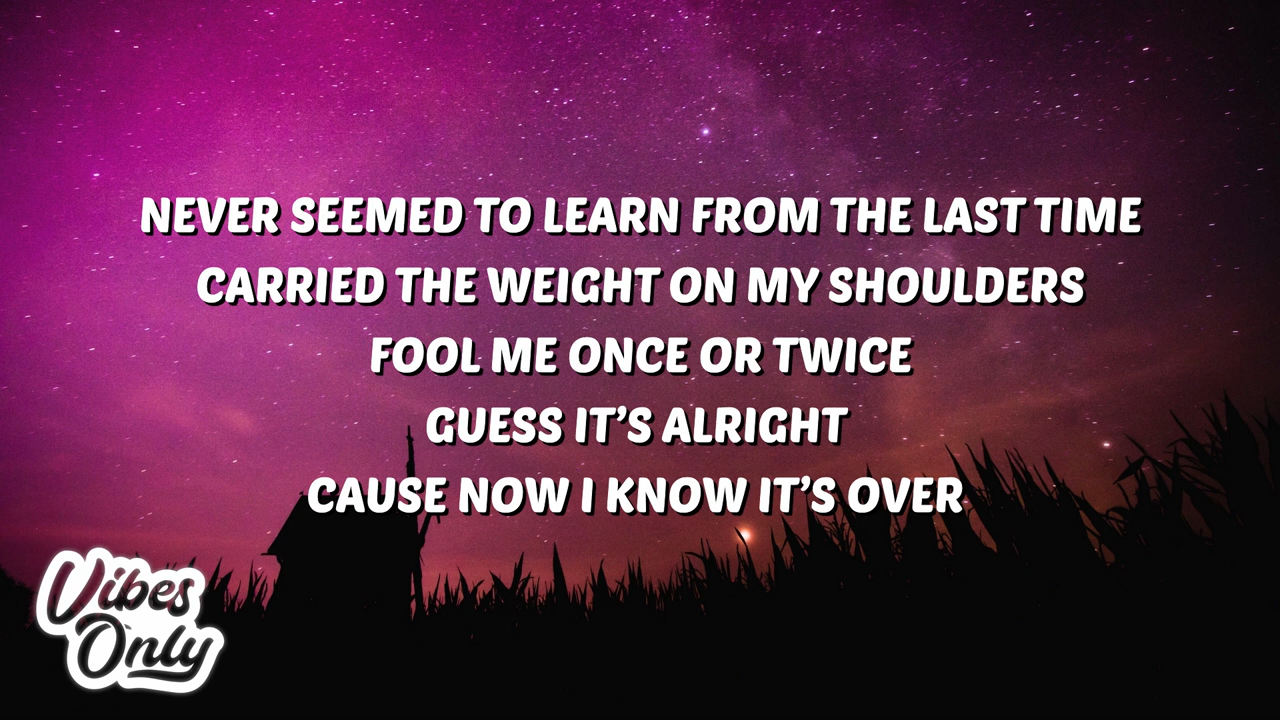 NEVER SEEMED TO LEARN FROM THE LAST TIME
CARRIED THE WEIGHT ON MY SHOULDERS
FOOL ME ONCE OR TWICE
GUESS IT’S ALRIGHT
CAUSE NOW I KNOW IT’S OVER
Vibes
Only